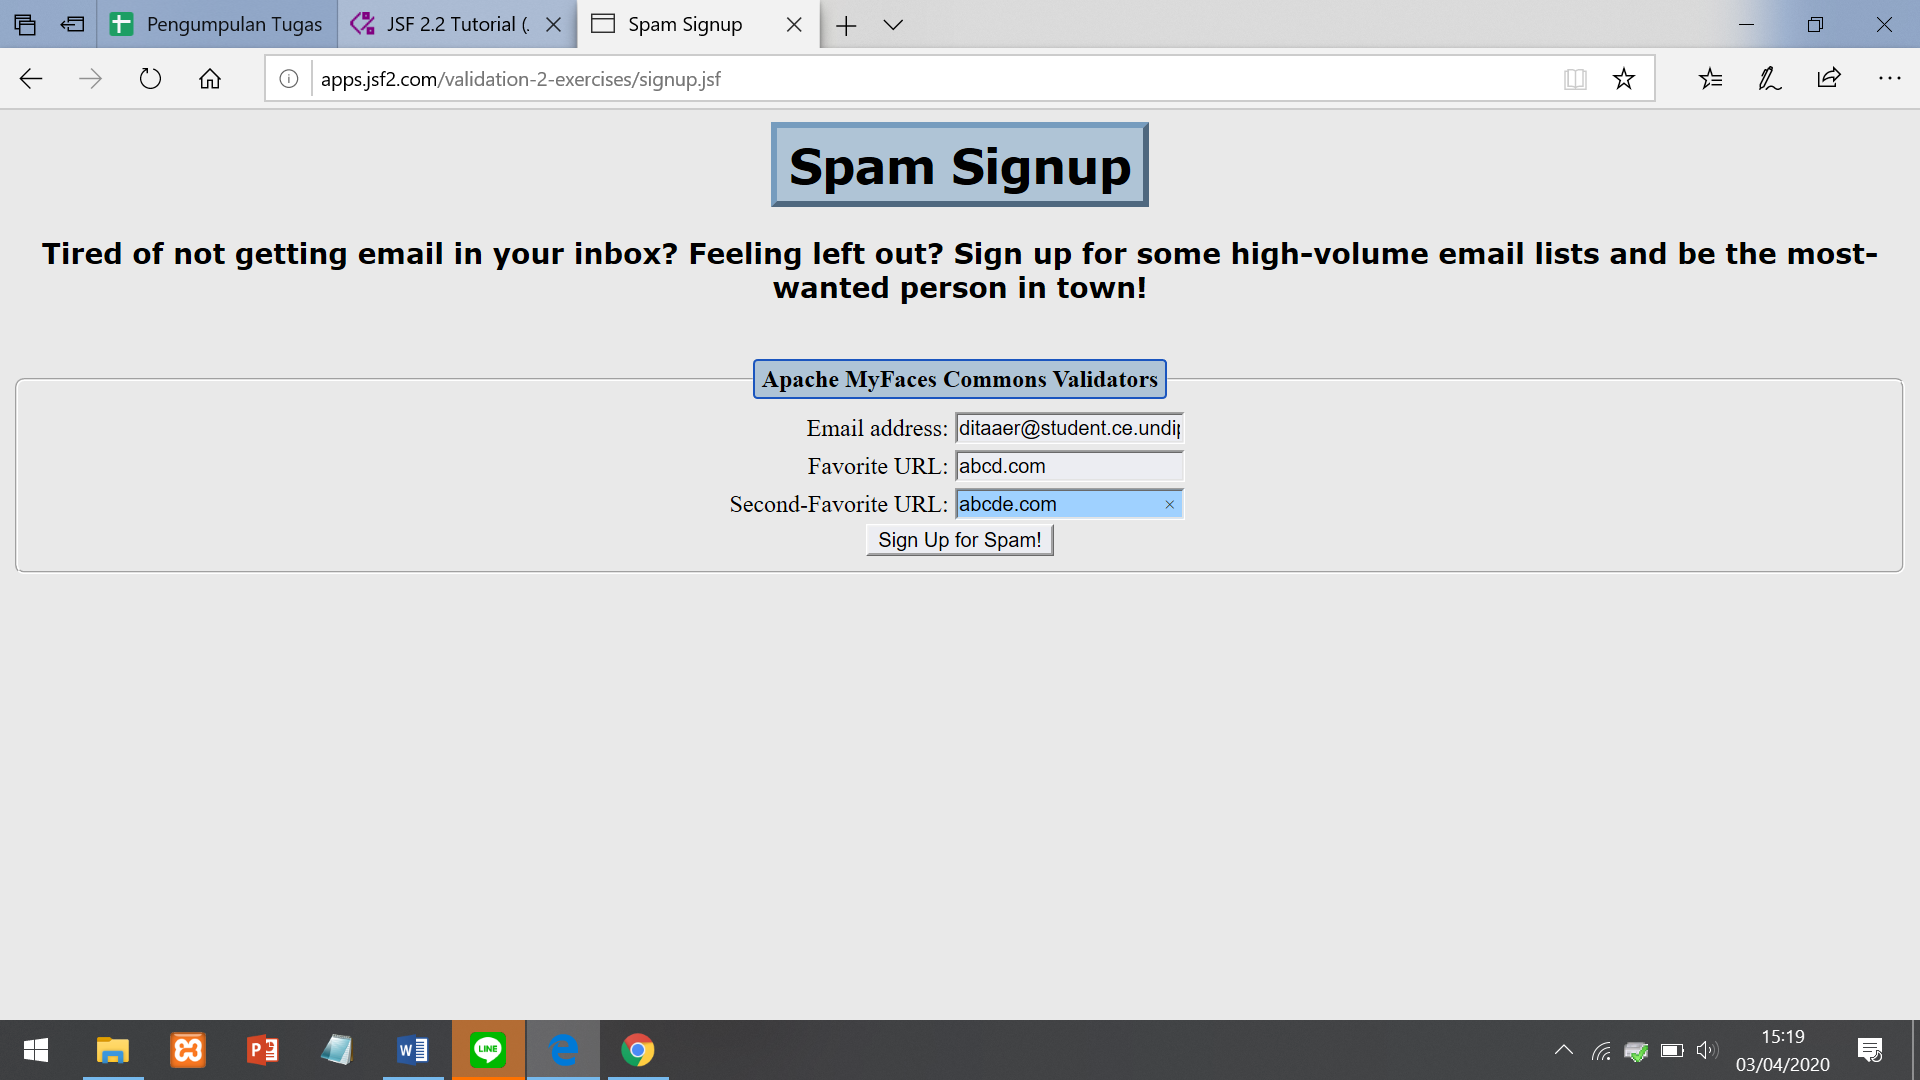 Pengumpulan Tugas
JSF 2.2 Tutorial (.
Spam Signup
apps.jsf2.com/validation-2-exercises/signup.jsf
Spam Signup
Tired of not getting email in your inbox? Feeling left out? Sign up for some high-volume email lists and be the most-
wanted person in town!
Apache MyFaces Commons Validators
Email address: ditaaer@student.ce.undip
Favorite URL: abcd.com
Second-Favorite URL: abcde.com
Sign Up for Spam!
LINE
15:19
03/04/2020